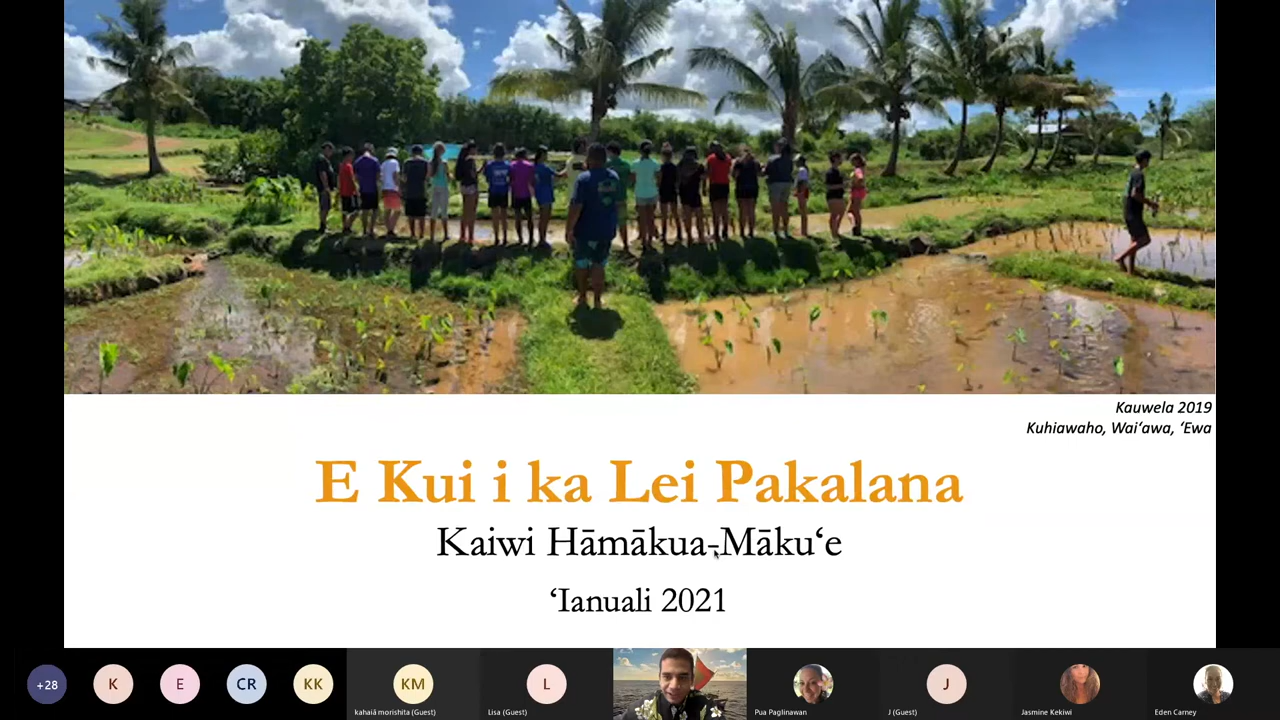 Kauwela 2019
Kuhiawaho, Waiʻawa, ʻEwa
E Kui i ka Lei Pakalana
Kaiwi Hāmākua-Mākuʻe
ʻIanuali 2021
+28
K
E
CR
KK
KM
kahaiā morishita (Guest)
L
Lisa (Guest)
Pua Paglinawan
J
J (Guest)
Jasmine Kekiwi
Eden Carney